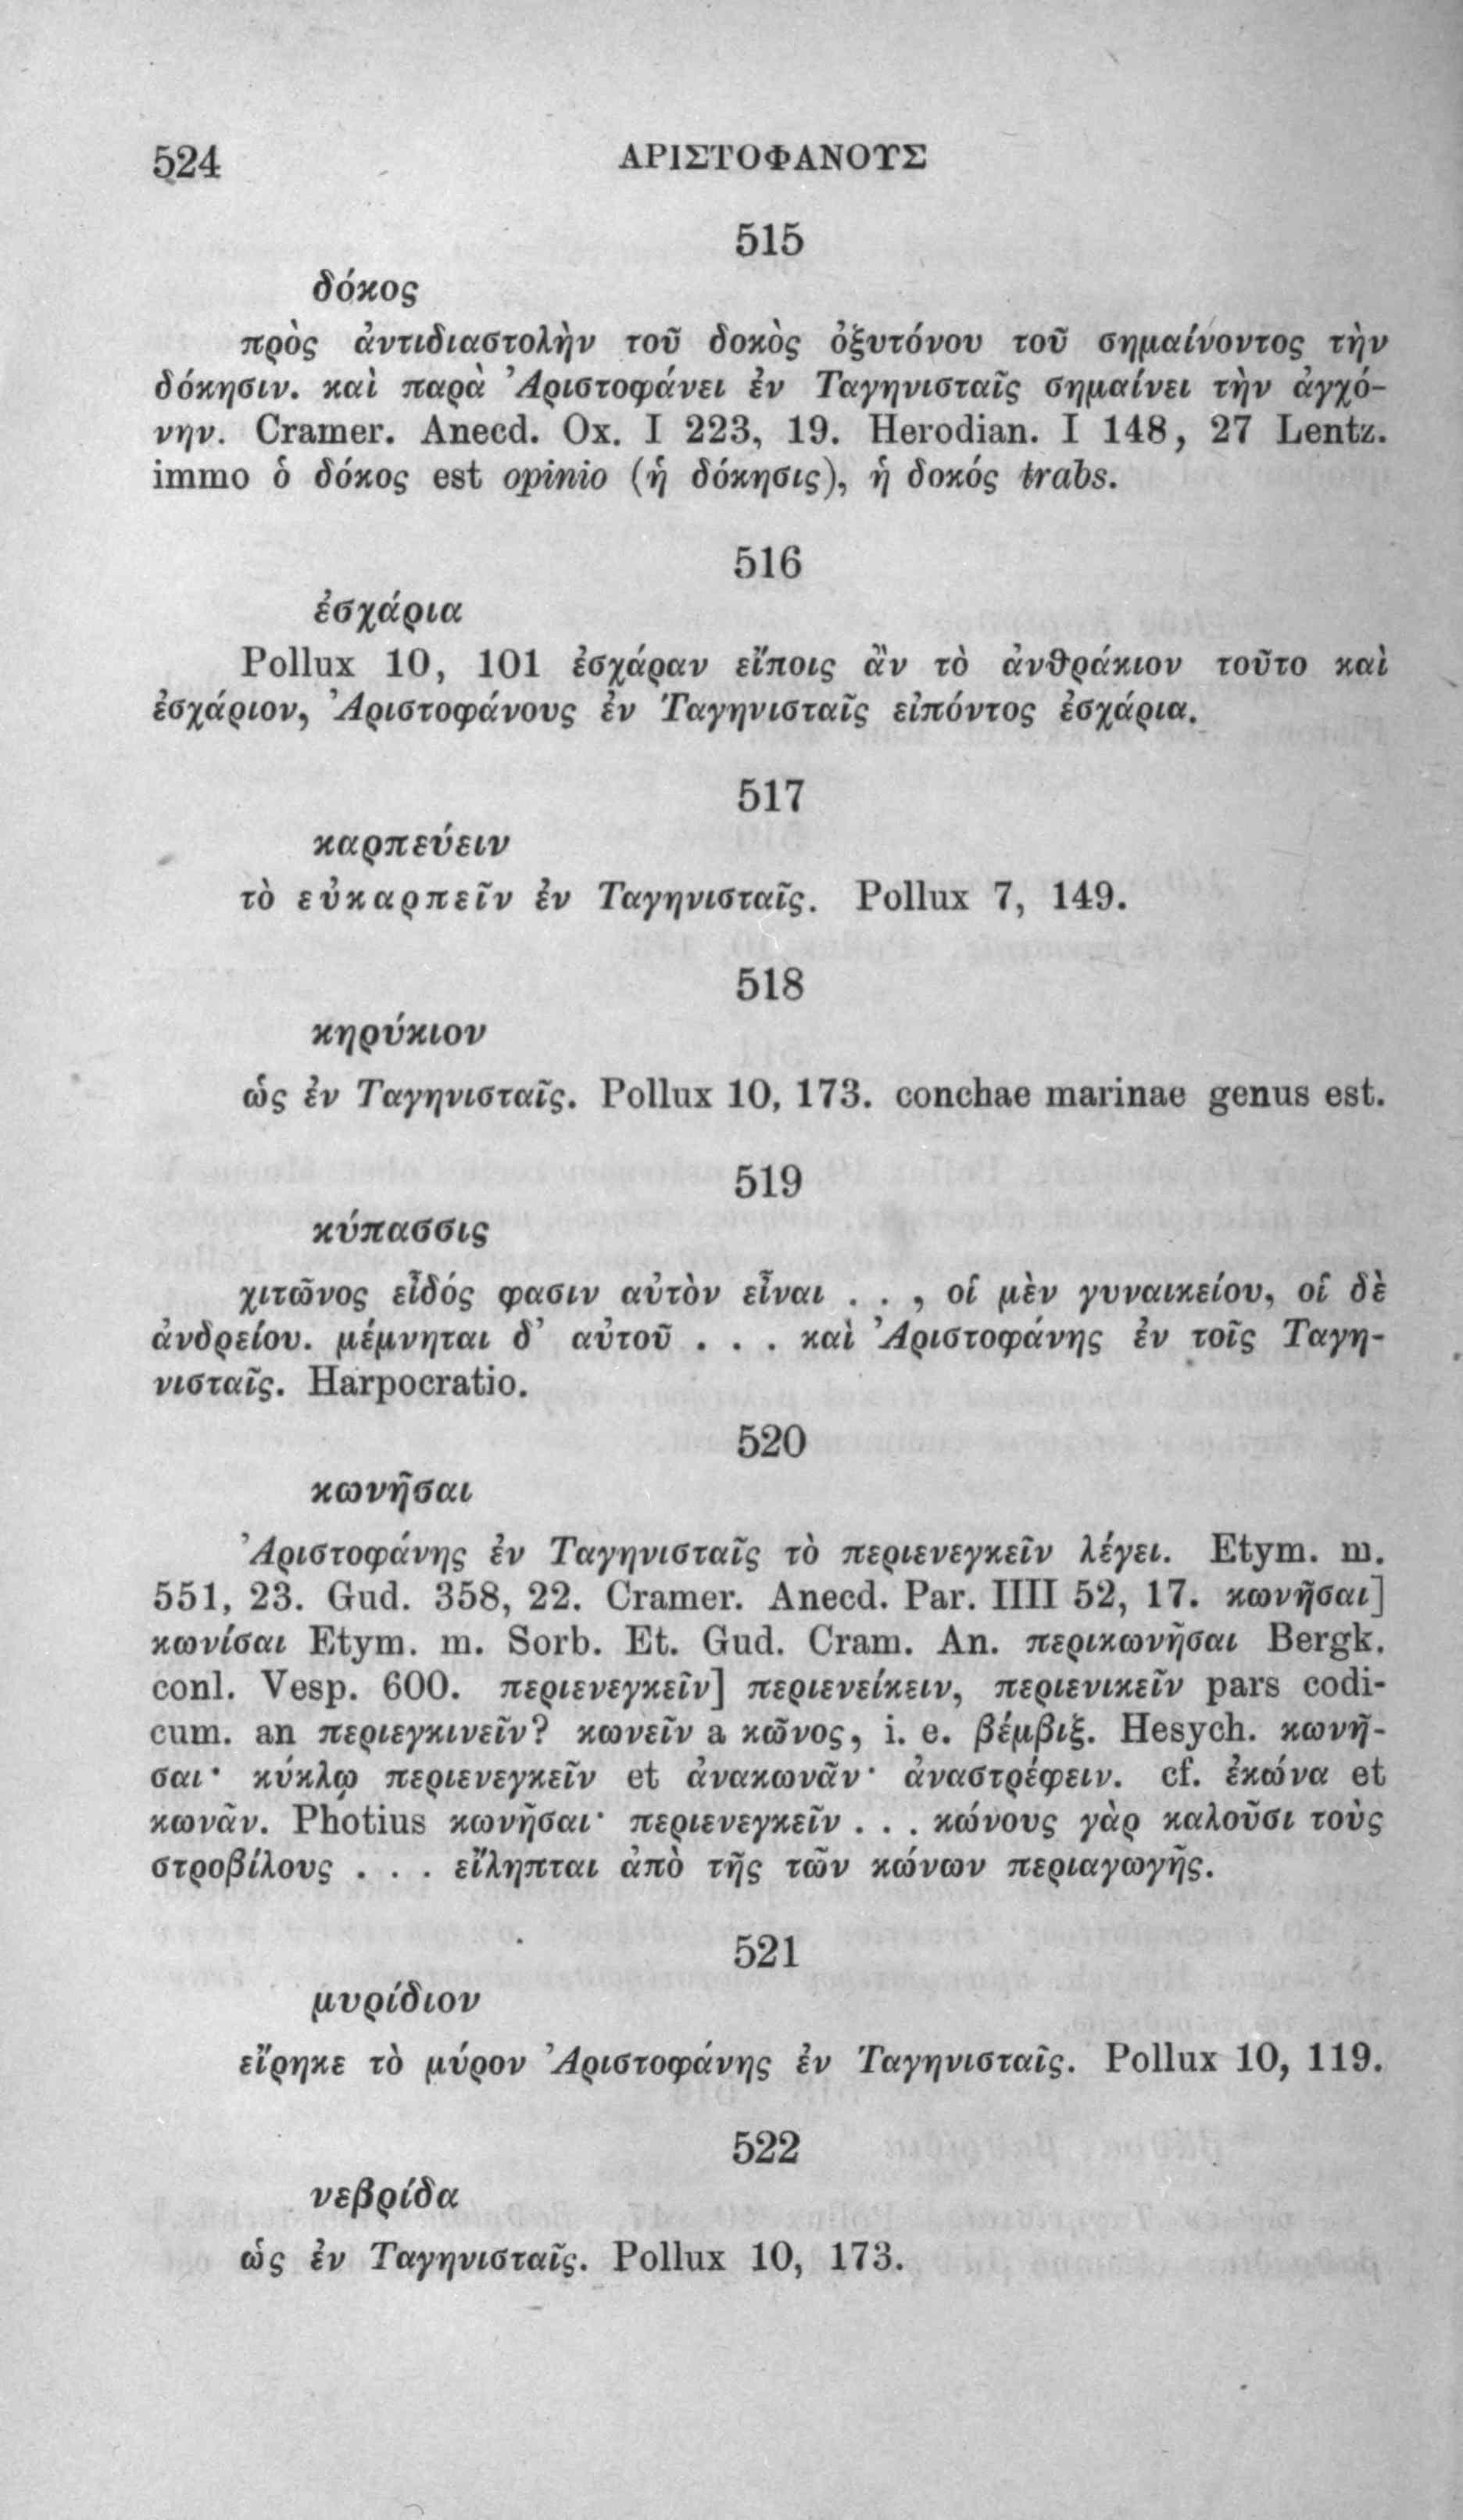 524 ΑΡΙΣΤΟΦΑΝΟΥΣ
515
δόκος
πρὸς ἀντιδιαστολὴν τοῦ δοκὸς ὀξυτόνου τοῦ σημαίνοντος τὴν
δόκησιν. καὶ παρὰ Ἀριστοφάνει ἐν Ταγηνισταῖς σημαίνει τὴν ἀγχό-
νην. Cramer. Anecd. Ox. I 223, 19. Herodian. I 148, 27 Lentz.
immo ὁ δόκος est opinio (ἡ δόκησις), ἡ δοκός trabs.
516
ἐσχάρια
Pollux 10, 101 ἐσχάραν εἴποις ἂν τὸ ἀνθράκιον τοῦτο καὶ
ἐσχάριον, Ἀριστοφάνους ἐν Ταγηνισταῖς εἰπόντος ἐσχάρια.
517
καρπεύειν
τὸ εὐκαρπεῖν ἐν Ταγηνισταῖς. Pollux 7, 149.
518
κηρύκιον
ὡς ἐν Ταγηνισταῖς. Pollux 10, 173. conchae marinae genus est.
519
κύπασσις
χιτῶνος εἶδός φασιν αὐτὸν εἶναι . . , οἱ μὲν γυναικείου, οἱ δὲ
ἀνδρείου. μέμνηται δ’ αὐτοῦ . . . καὶ Ἀριστοφάνης ἐν τοῖς Ταγη-
νισταῖς. Harpocratio.
520
κωνῆσαι
Ἀριστοφάνης ἐν Ταγηνισταῖς τὸ περιενεγκεῖν λέγει. Etym. m.
551, 23. Gud. 358, 22. Cramer. Anecd. Par. IIII 52, 17. κωνῆσαι]
κωνίσαι Etym. m. Sorb. Et. Gud. Cram. An. περικωνῆσαι Bergk.
conl. Vesp. 600. περιενεγκεῖν] περιενείκειν, περιενικεῖν pars codi-
cum. an περιεγκινεῖν? κωνεῖν a κῶνος, i. e. βέμβιξ. Hesych. κωνῆ-
σαι· κύκλῳ περιενεγκεῖν et ἀνακωνᾶν· ἀναστρέφειν. cf. ἐκώνα et
κωνᾶν. Photius κωνῆσαι· περιενεγκεῖν . . . κώνους γὰρ καλοῦσι τοὺς
στροβίλους . . . εἴληπται ἀπὸ τῆς τῶν κώνων περιαγωγῆς.
521
μυρίδιον
εἴρηκε τὸ μύρον Ἀριστοφάνης ἐν Ταγηνισταῖς. Pollux 10, 119.
522
νεβρίδα
ὡς ἐν Ταγηνισταῖς. Pollux 10, 173.